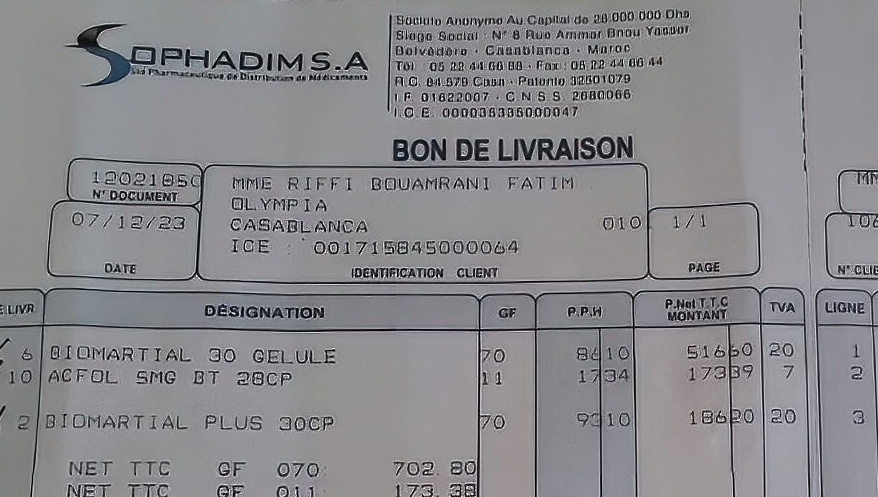 SOPHADIM S.A
Sté Pharmaceutique de Distribution de Médicaments
Société Anonyme Au Capital de 28 000 000 Dhs
Siège Social : N° 8 Rue Ammar Bnou Yasser
Belvédère - Casablanca - Maroc
Tél. : 05 22 44 66 88 - Fax : 05 22 44 66 44
R.C. 84 579 Casa - Patente 32501079
I.F. 01622007 - C.N.S.S. 2680066
I.C.E. 000035335000047
BON DE LIVRAISON
1202185
N° DOCUMENT
07/12/23
DATE
MME RIFFI BOUAMRANI FATIM
OLYMPIA
CASABLANCA 010
ICE : 001715845000064
IDENTIFICATION CLIENT
1/1
PAGE
MM
106
N° CLIE
E LIVR DÉSIGNATION GF P.P.H P.Net T.T.C MONTANT TVA LIGNE
6 BIOMARTIAL 30 GELULE 70 86 10 516 60 20 1
10 ACFOL 5MG BT 28CP 11 17 34 173 39 7 2
2 BIOMARTIAL PLUS 30CP 70 93 10 186 20 20 3
NET TTC GF 070: 702.80
NET TTC GF 011: 173.38